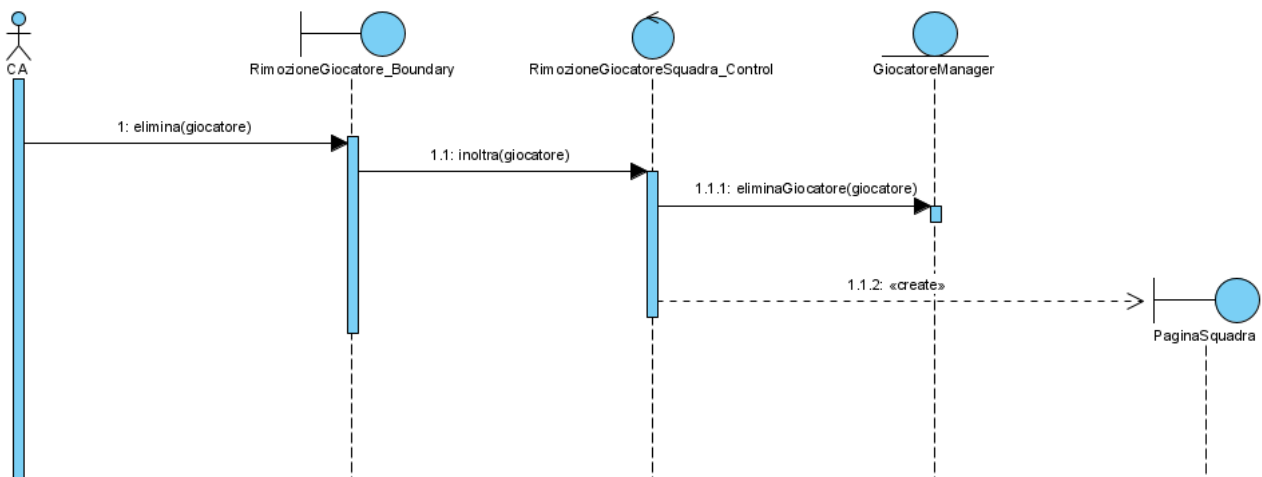 CA
RimozioneGiocatore_Boundary
RimozioneGiocatoreSquadra_Control
GiocatoreManager
1: elimina(giocatore)
1.1: inoltra(giocatore)
1.1.1: eliminaGiocatore(giocatore)
1.1.2: «create»
PaginaSquadra